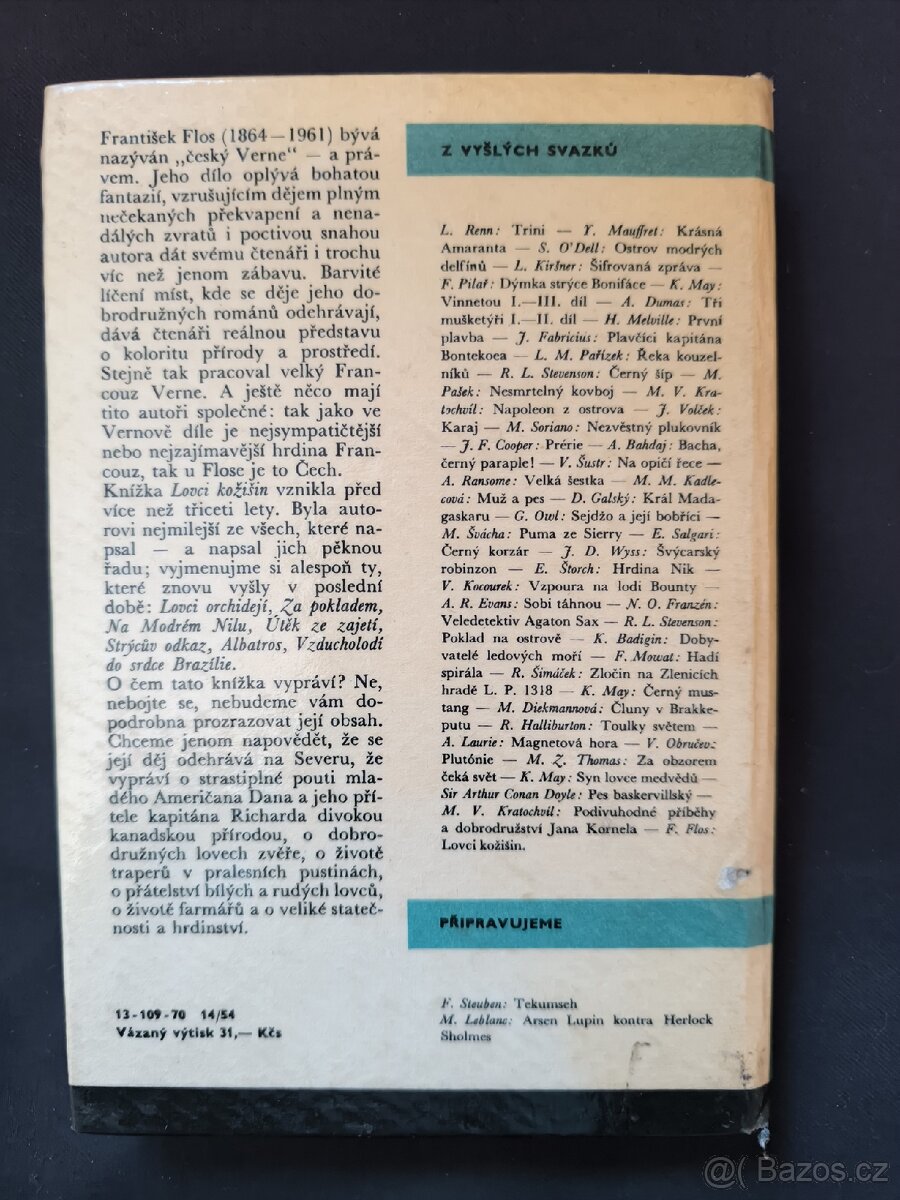 František Flos (1864—1961) bývá
nazýván „český Verne“ — a prá-
vem. Jeho dílo oplývá bohatou
fantazií, vzrušujícím dějem plným
nečekaných překvapení a nena-
dálých zvratů i poctivou snahou
autora dát svému čtenáři i trochu
víc než jenom zábavu. Barvité
líčení míst, kde se děje jeho do-
brodružných románů odehrávají,
dává čtenáři reálnou představu
o koloritu přírody a prostředí.
Stejně tak pracoval velký Fran-
couz Verne. A ještě něco mají
tito autoři společné: tak jako ve
Vernově díle je nejsympatičtější
nebo nejzajímavější hrdina Fran-
couz, tak u Flose je to Čech.
Knížka Lovci kožišin vznikla před
více než třiceti lety. Byla auto-
rovi nejmilejší ze všech, které na-
psal — a napsal jich pěknou
řadu; vyjmenujme si alespoň ty,
které znovu vyšly v poslední
době: Lovci orchidejí, Za pokladem,
Na Modrém Nilu, Útěk ze zajetí,
Strýcův odkaz, Albatros, Vzducholodí
do srdce Brazílie.
O čem tato knížka vypráví? Ne,
nebojte se, nebudeme vám do-
podrobna prozrazovat její obsah.
Chceme jenom napovědět, že se
její děj odehrává na Severu, že
vypráví o strastiplné pouti mla-
dého Američana Dana a jeho pří-
tele kapitána Richarda divokou
kanadskou přírodou, o dobro-
družných lovech zvěře, o životě
traperů v pralesních pustinách,
o přátelství bílých a rudých lovců,
o životě farmářů a o veliké stateč-
nosti a hrdinství.
13-109-70 14/54
Vázaný výtisk 31,— Kčs
Z VYŠLÝCH SVAZKŮ
L. Renn: Trini — Y. Mauffret: Krásná
Amaranta — S. O'Dell: Ostrov modrých
delfínů — L. Kiršner: Šifrovaná zpráva —
F. Pilař: Dýmka strýce Bonifáce — K. May:
Vinnetou I.—III. díl — A. Dumas: Tři
mušketýři I.—II. díl — H. Melville: První
plavba — J. Fabricius: Plavčíci kapitána
Bontekoea — L. M. Pařízek: Řeka kouzel-
níků — R. L. Stevenson: Černý šíp — M.
Pašek: Nesmrtelný kovboj — M. V. Kra-
tochvíl: Napoleon z ostrova — J. Volček:
Karaj — M. Soriano: Nezvěstný plukovník
— J. F. Cooper: Prérie — A. Bahdaj: Bacha,
černý paraple! — V. Šustr: Na opičí řece —
A. Ransome: Velká šestka — M. M. Kadle-
cová: Muž a pes — D. Galský: Král Mada-
gaskaru — G. Owl: Sejdžo a její bobříci —
M. Švácha: Puma ze Sierry — E. Salgari:
Černý korzár — J. D. Wyss: Švýcarský
robinzon — E. Štorch: Hrdina Nik —
V. Kocourek: Vzpoura na lodi Bounty —
A. R. Evans: Sobi táhnou — N. O. Franzén:
Veledetektiv Agaton Sax — R. L. Stevenson:
Poklad na ostrově — K. Badigin: Doby-
vatelé ledových moří — F. Mowat: Hadí
spirála — R. Šimáček: Zločin na Zlenicích
hradě L. P. 1318 — K. May: Černý mus-
tang — M. Diekmannová: Čluny v Brakke-
putu — R. Halliburton: Toulky světem —
A. Laurie: Magnetová hora — V. Obručev:
Plutónie — M. Z. Thomas: Za obzorem
čeká svět — K. May: Syn lovce medvědů —
Sir Arthur Conan Doyle: Pes baskervillský —
M. V. Kratochvíl: Podivuhodné příběhy
a dobrodružství Jana Kornela — F. Flos:
Lovci kožišin.
PŘIPRAVUJEME
F. Steuben: Tekumseh
M. Leblanc: Arsen Lupin kontra Herlock
Sholmes
@( Bazoš.cz